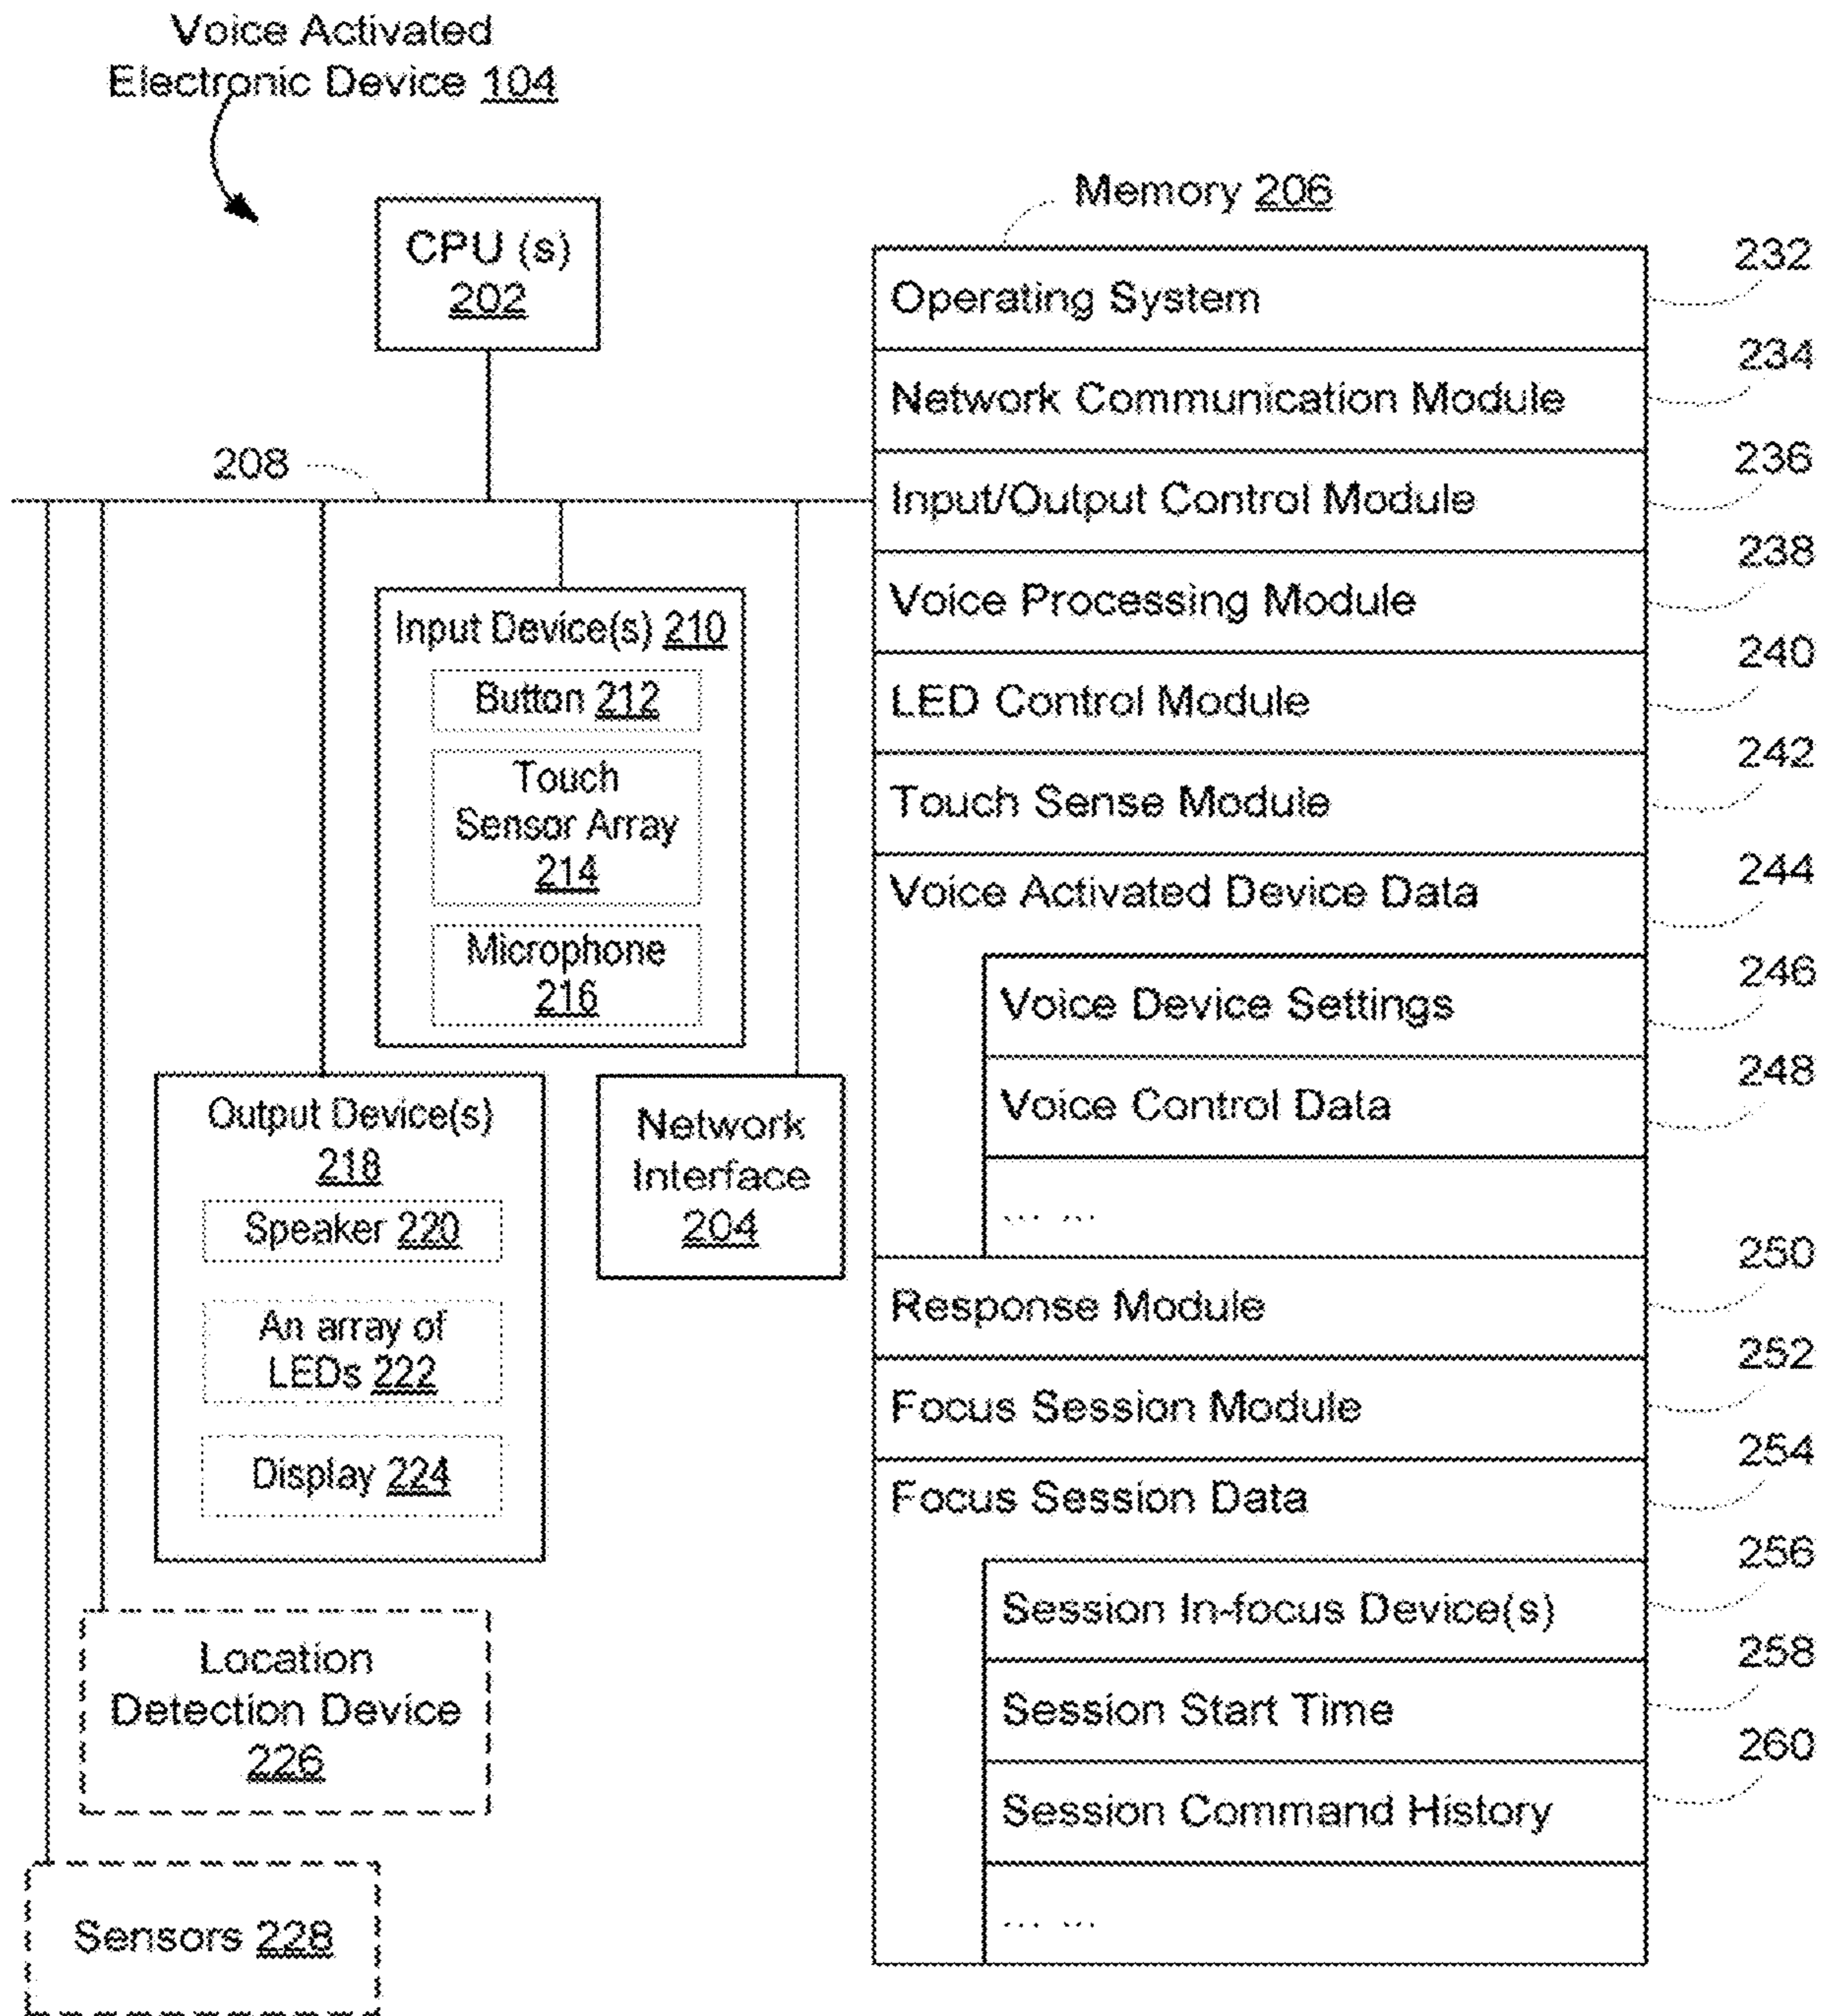 Voice Activated
Electronic Device 104
CPU (s)
202
208
Input Device(s) 210
Button 212
Touch
Sensor Array
214
Microphone
216
Output Device(s)
218
Speaker 220
An array of
LEDs 222
Display 224
Network
Interface
204
Location
Detection Device
226
Sensors 228
Memory 206
Operating System
232
Network Communication Module
234
Input/Output Control Module
236
Voice Processing Module
238
LED Control Module
240
Touch Sense Module
242
Voice Activated Device Data
244
Voice Device Settings
246
Voice Control Data
248
... ...
Response Module
250
Focus Session Module
252
Focus Session Data
254
Session In-focus Device(s)
256
Session Start Time
258
Session Command History
260
... ...